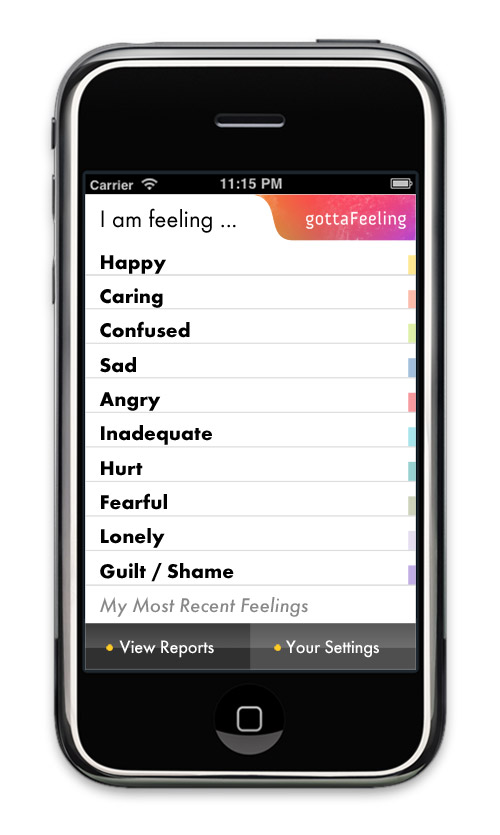 Carrier 11:15 PM
I am feeling ... gottaFeeling
Happy
Caring
Confused
Sad
Angry
Inadequate
Hurt
Fearful
Lonely
Guilt / Shame
My Most Recent Feelings
View Reports Your Settings